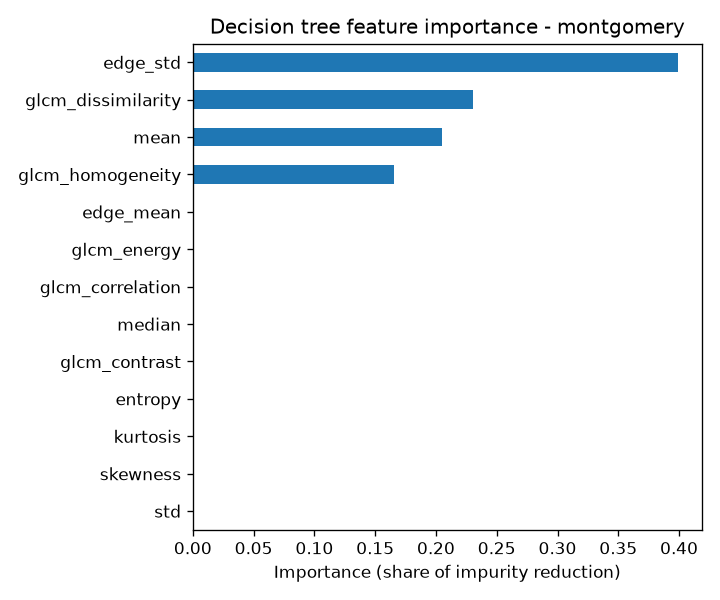 Decision tree feature importance - montgomery
edge_std
glcm_dissimilarity
mean
glcm_homogeneity
edge_mean
glcm_energy
glcm_correlation
median
glcm_contrast
entropy
kurtosis
skewness
std
0.00 0.05 0.10 0.15 0.20 0.25 0.30 0.35 0.40
Importance (share of impurity reduction)